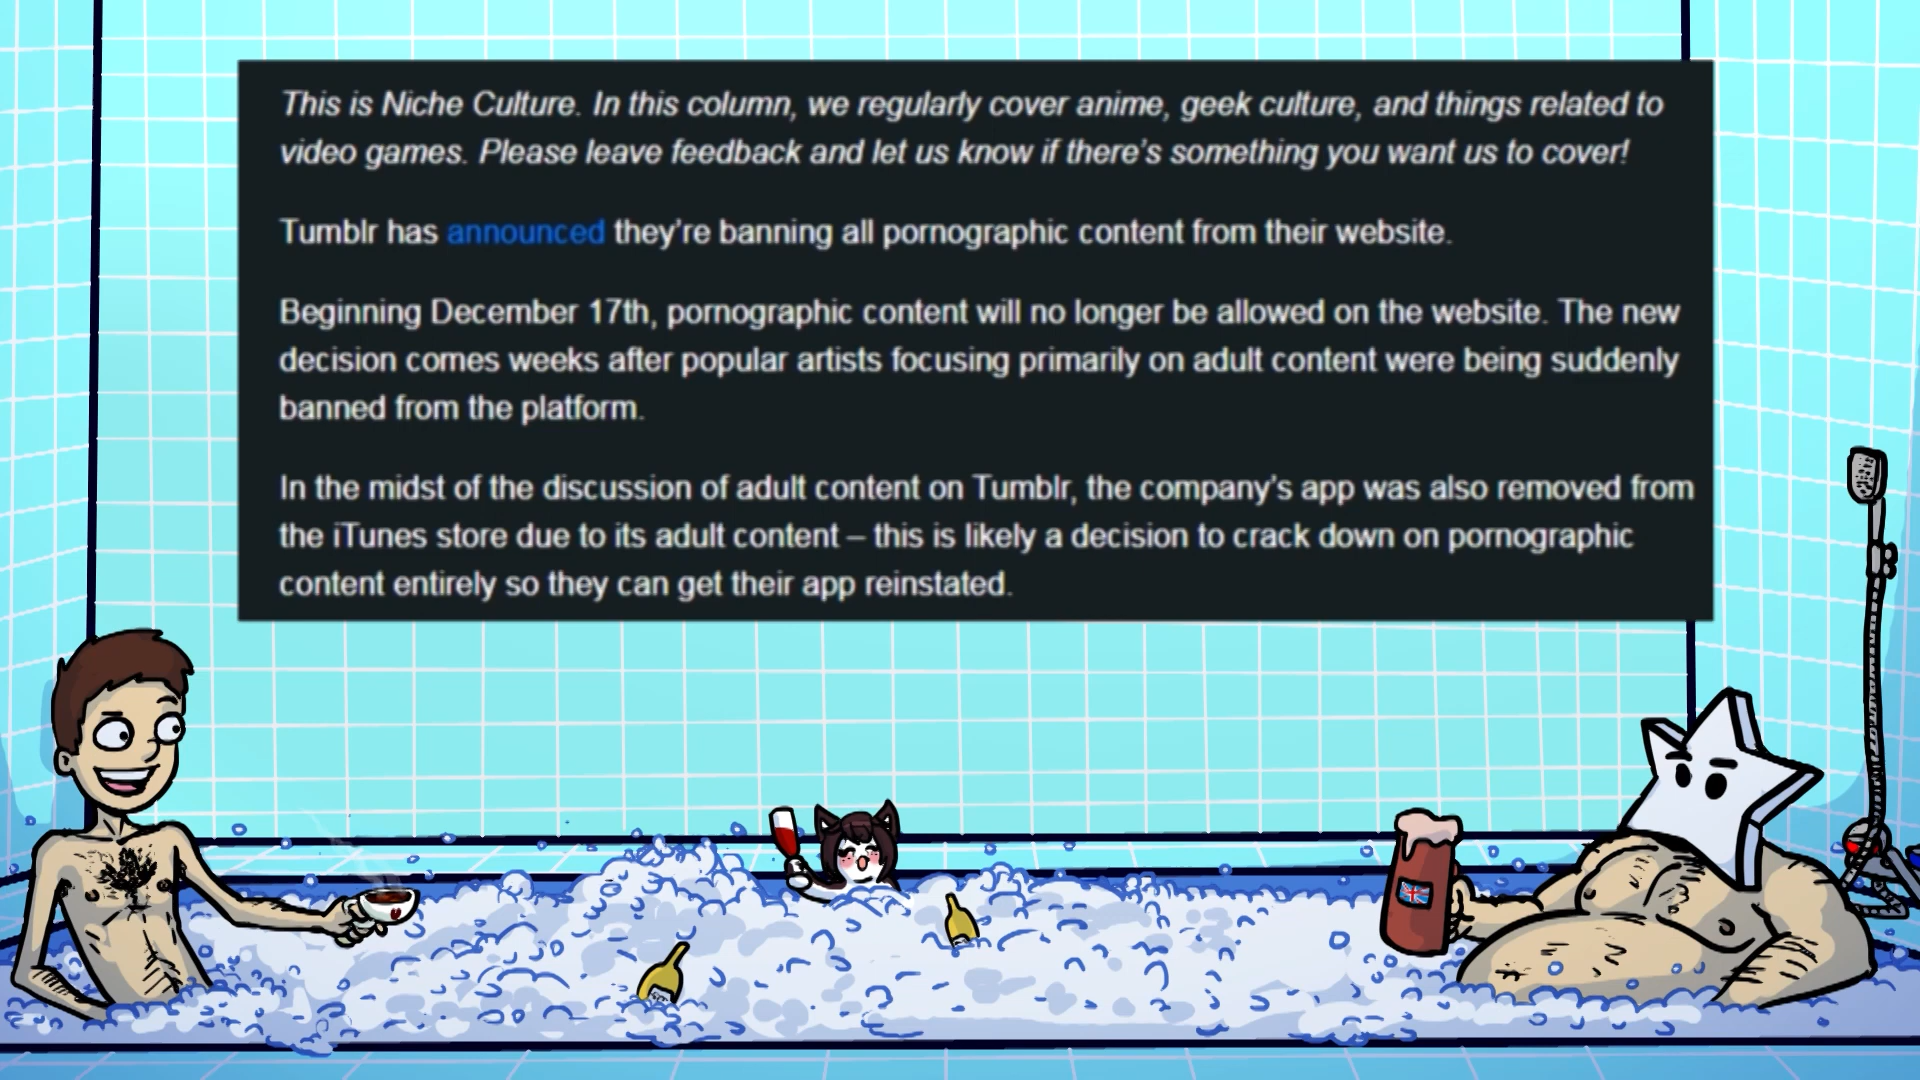 This is Niche Culture. In this column, we regularly cover anime, geek culture, and things related to
video games. Please leave feedback and let us know if there's something you want us to cover!
Tumblr has announced they're banning all pornographic content from their website.
Beginning December 17th, pornographic content will no longer be allowed on the website. The new
decision comes weeks after popular artists focusing primarily on adult content were being suddenly
banned from the platform.
In the midst of the discussion of adult content on Tumblr, the company's app was also removed from
the iTunes store due to its adult content – this is likely a decision to crack down on pornographic
content entirely so they can get their app reinstated.